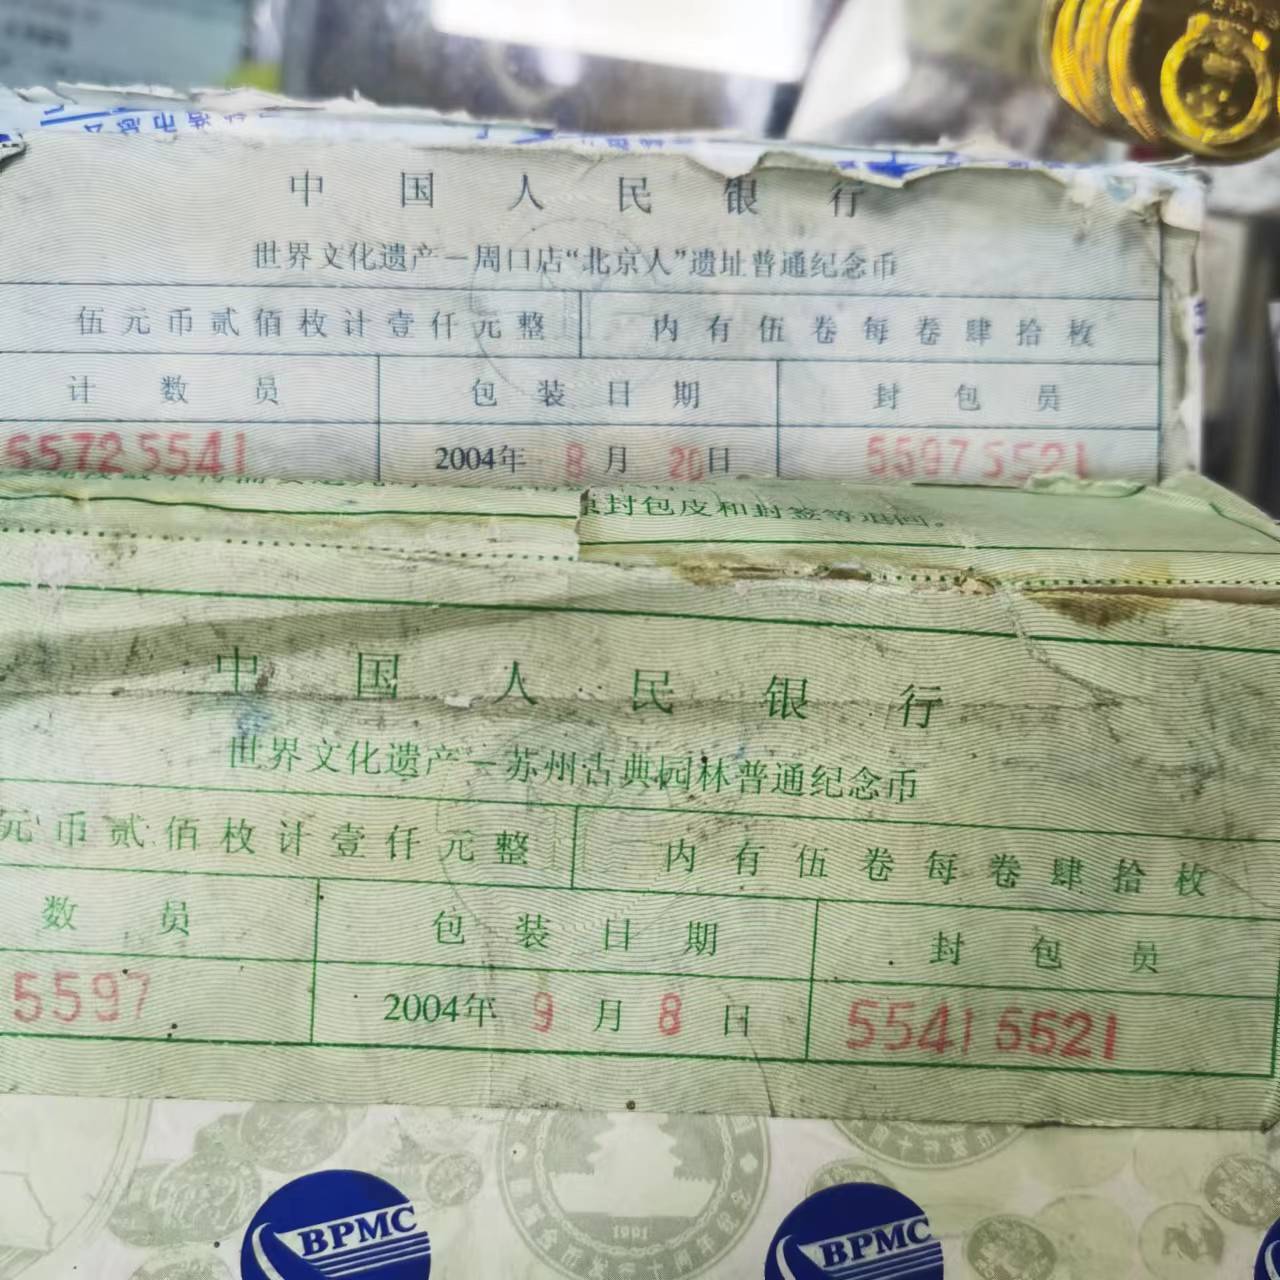 中国人民银行
世界文化遗产－周口店“北京人”遗址普通纪念币
伍元币贰佰枚计壹仟元整 内有伍卷每卷肆拾枚
计数员 包装日期 封包员
5572 5541 2004年 8月 20日 5597 5521
封包皮和封签等退回。
中国人民银行
世界文化遗产－苏州古典园林普通纪念币
元币贰佰枚计壹仟元整 内有伍卷每卷肆拾枚
数员 包装日期 封包员
5597 2004年 9月 8日 5541 5521
1991
BPMC BPMC